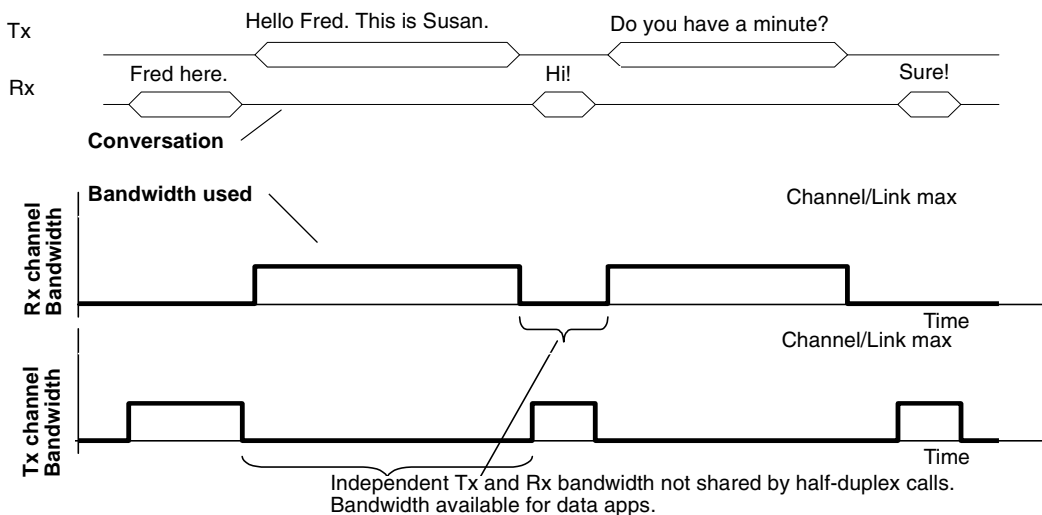 Hello Fred. This is Susan.
Do you have a minute?
Tx
Fred here.
Hi!
Sure!
Rx
Conversation
Bandwidth used
Channel/Link max
Rx channel
Bandwidth
Time
Channel/Link max
Tx channel
Bandwidth
Time
Independent Tx and Rx bandwidth not shared by half-duplex calls.
Bandwidth available for data apps.